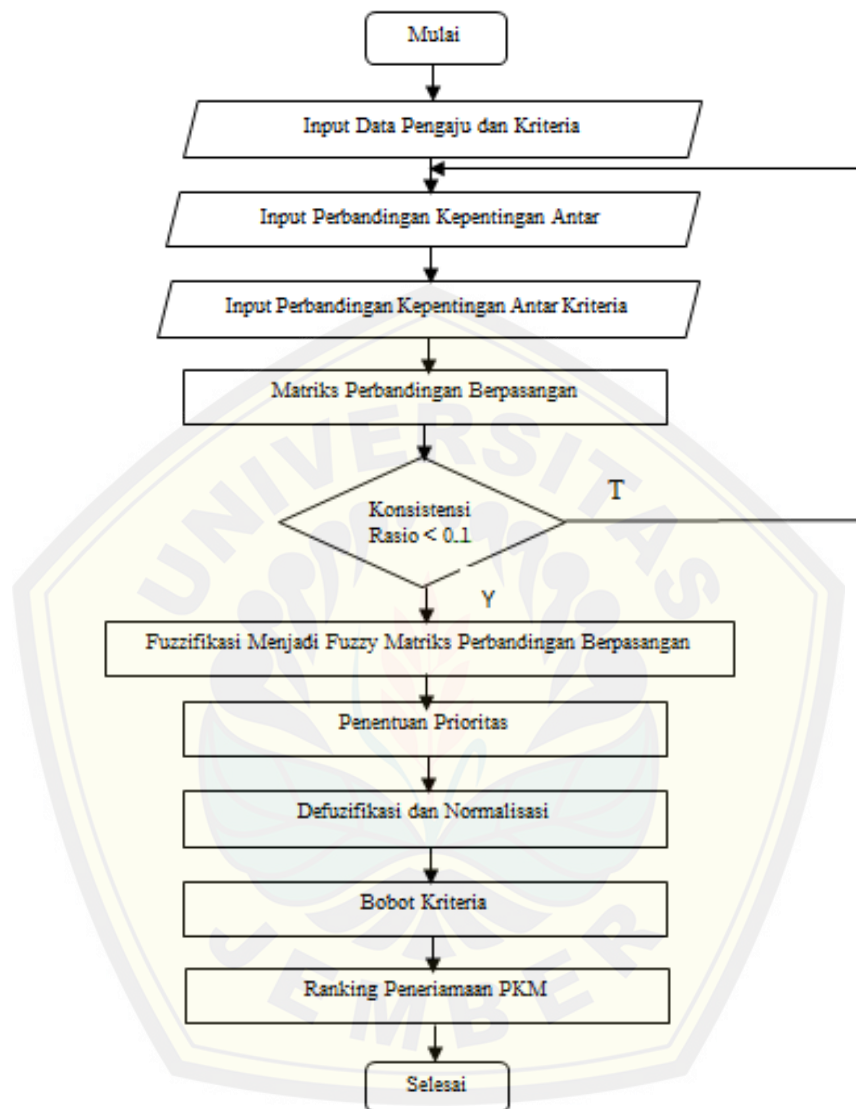 Mulai
Input Data Pengaju dan Kriteria
Input Perbandingan Kepentingan Antar
Input Perbandingan Kepentingan Antar Kriteria
Matriks Perbandingan Berpasangan
UNIVERSITAS
Konsistensi
Rasio < 0.1
T
Y
Fuzzifikasi Menjadi Fuzzy Matriks Perbandingan Berpasangan
Penentuan Prioritas
Defuzifikasi dan Normalisasi
Bobot Kriteria
Ranking Peneriamaan PKM
JEMBER
Selesai